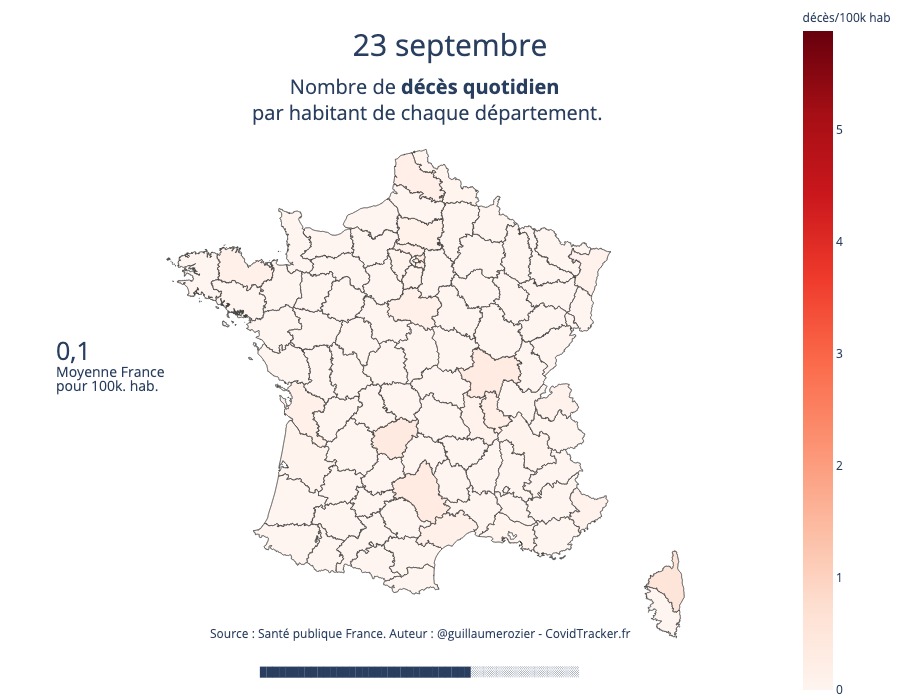 décès/100k hab
23 septembre
Nombre de décès quotidien
par habitant de chaque département.
5
4
3
2
1
0
0,1
Moyenne France
pour 100k. hab.
Source : Santé publique France. Auteur : @guillaumerozier - CovidTracker.fr